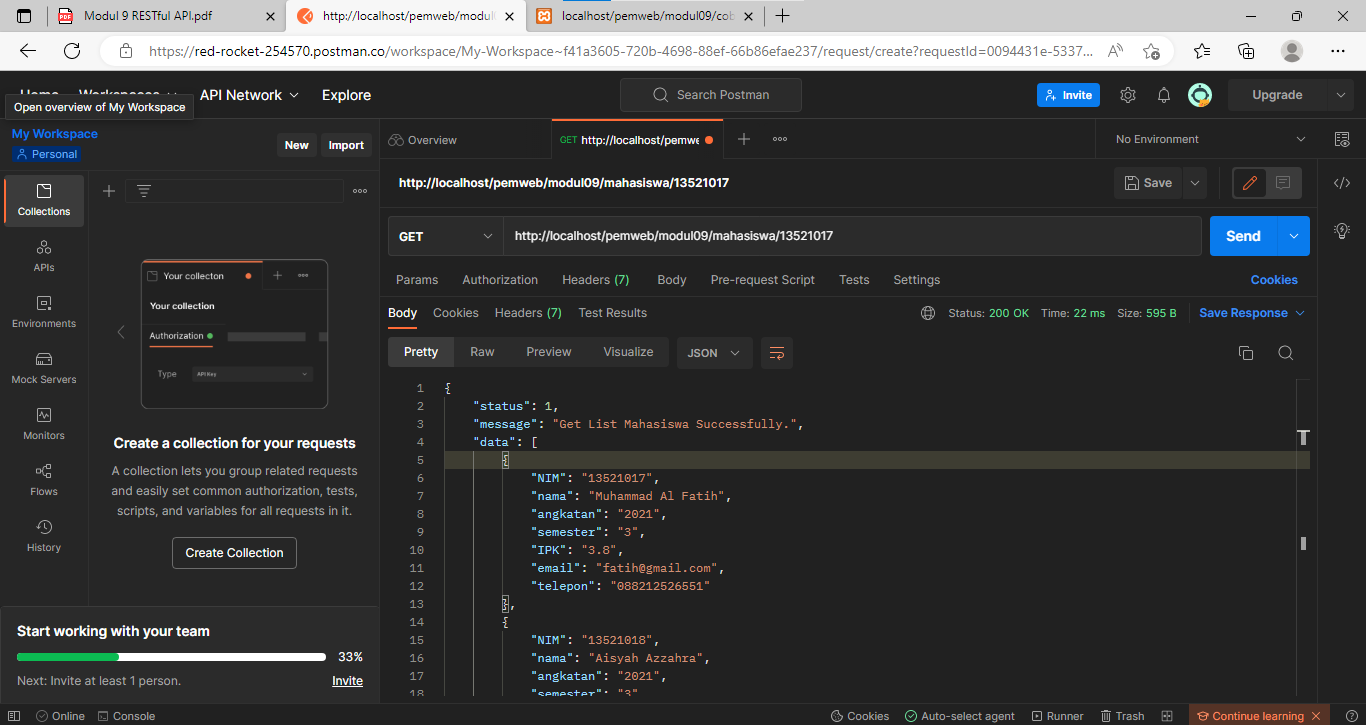 Modul 9 RESTful API.pdf
http://localhost/pemweb/modul
localhost/pemweb/modul09/cob
https://red-rocket-254570.postman.co/workspace/My-Workspace~f41a3605-720b-4698-88ef-66b86efae237/request/create?requestId=0094431e-5337...
API Network
Explore
Search Postman
Invite
Upgrade
Open overview of My Workspace
My Workspace
Personal
New
Import
Overview
GET http://localhost/pemwe
No Environment
Collections
APIs
Environments
Mock Servers
Monitors
Flows
History
Your collecton
Your collection
Authorization
Type
API Key
Create a collection for your requests
A collection lets you group related requests
and easily set common authorization, tests,
scripts, and variables for all requests in it.
Create Collection
Start working with your team
33%
Next: Invite at least 1 person.
Invite
http://localhost/pemweb/modul09/mahasiswa/13521017
Save
GET
http://localhost/pemweb/modul09/mahasiswa/13521017
Send
Params Authorization Headers (7) Body Pre-request Script Tests Settings Cookies
Body Cookies Headers (7) Test Results
Status: 200 OK Time: 22 ms Size: 595 B Save Response
Pretty Raw Preview Visualize JSON
1 {
2 "status": 1,
3 "message": "Get List Mahasiswa Successfully.",
4 "data": [
5 {
6 "NIM": "13521017",
7 "nama": "Muhammad Al Fatih",
8 "angkatan": "2021",
9 "semester": "3",
10 "IPK": "3.8",
11 "email": "fatih@gmail.com",
12 "telepon": "088212526551"
13 },
14 {
15 "NIM": "13521018",
16 "nama": "Aisyah Azzahra",
17 "angkatan": "2021",
18 "semester": "3"
Online
Console
Cookies
Auto-select agent
Runner
Trash
Continue learning